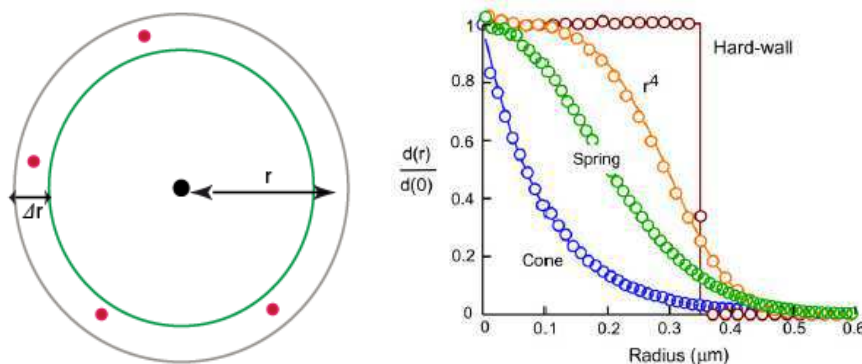 r
Δr
d(r)
d(0)
1
0.8
0.6
0.4
0.2
0
Hard-wall
r⁴
Spring
Cone
0
0.1
0.2
0.3
0.4
0.5
0.6
Radius (μm)